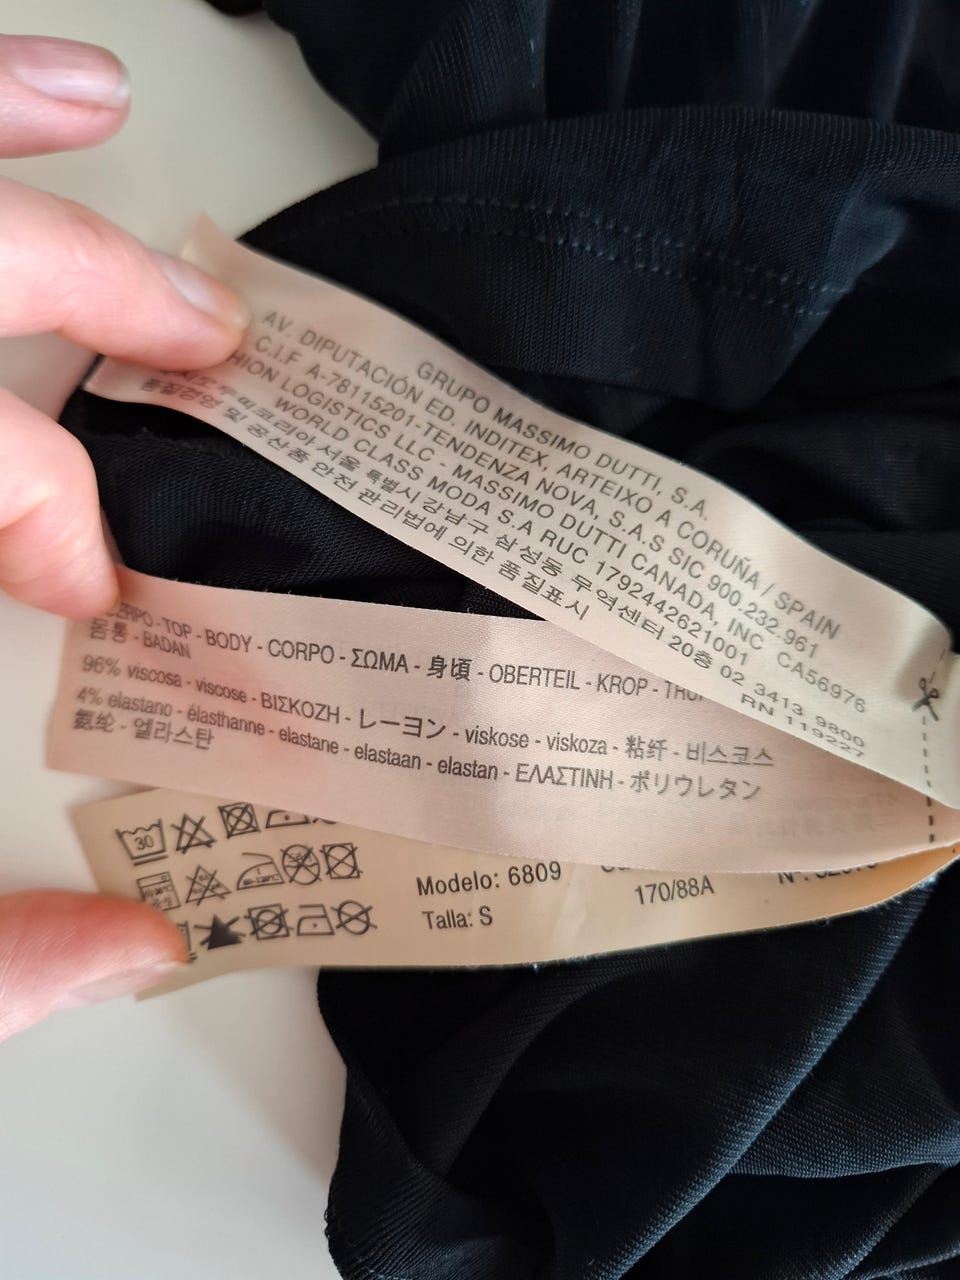 GRUPO MASSIMO DUTTI, S.A.
AV. DIPUTACIÓN ED. INDITEX, ARTEIXO A CORUÑA / SPAIN
C.I.F A-78115201-TENDENZA NOVA, S.A.S SIC 900.232.961
LOGISTICS LLC - MASSIMO DUTTI CANADA, INC CA56976
WORLD CLASS MODA S.A RUC 1792442621001 RN 119227
서울 특별시 강남구 삼성동 무역센터 20층 02 3413 9800
품질경영 및 공산품 안전 관리법에 의한 품질표시
TOP - BODY - CORPO - ΣΩΜΑ - 身頃 - OBERTEIL - KROP -
몸통 - BADAN
96% viscosa - viscose - ΒΙΣΚΟΖΗ - レーヨン - viskose - viskoza - 粘纤 - 비스코스
4% elastano - élasthanne - elastane - elastaan - elastan - ΕΛΑΣΤΙΝΗ - ポリウレタン
氨纶 - 엘라스탄
30
Modelo: 6809
Talla: S
170/88A